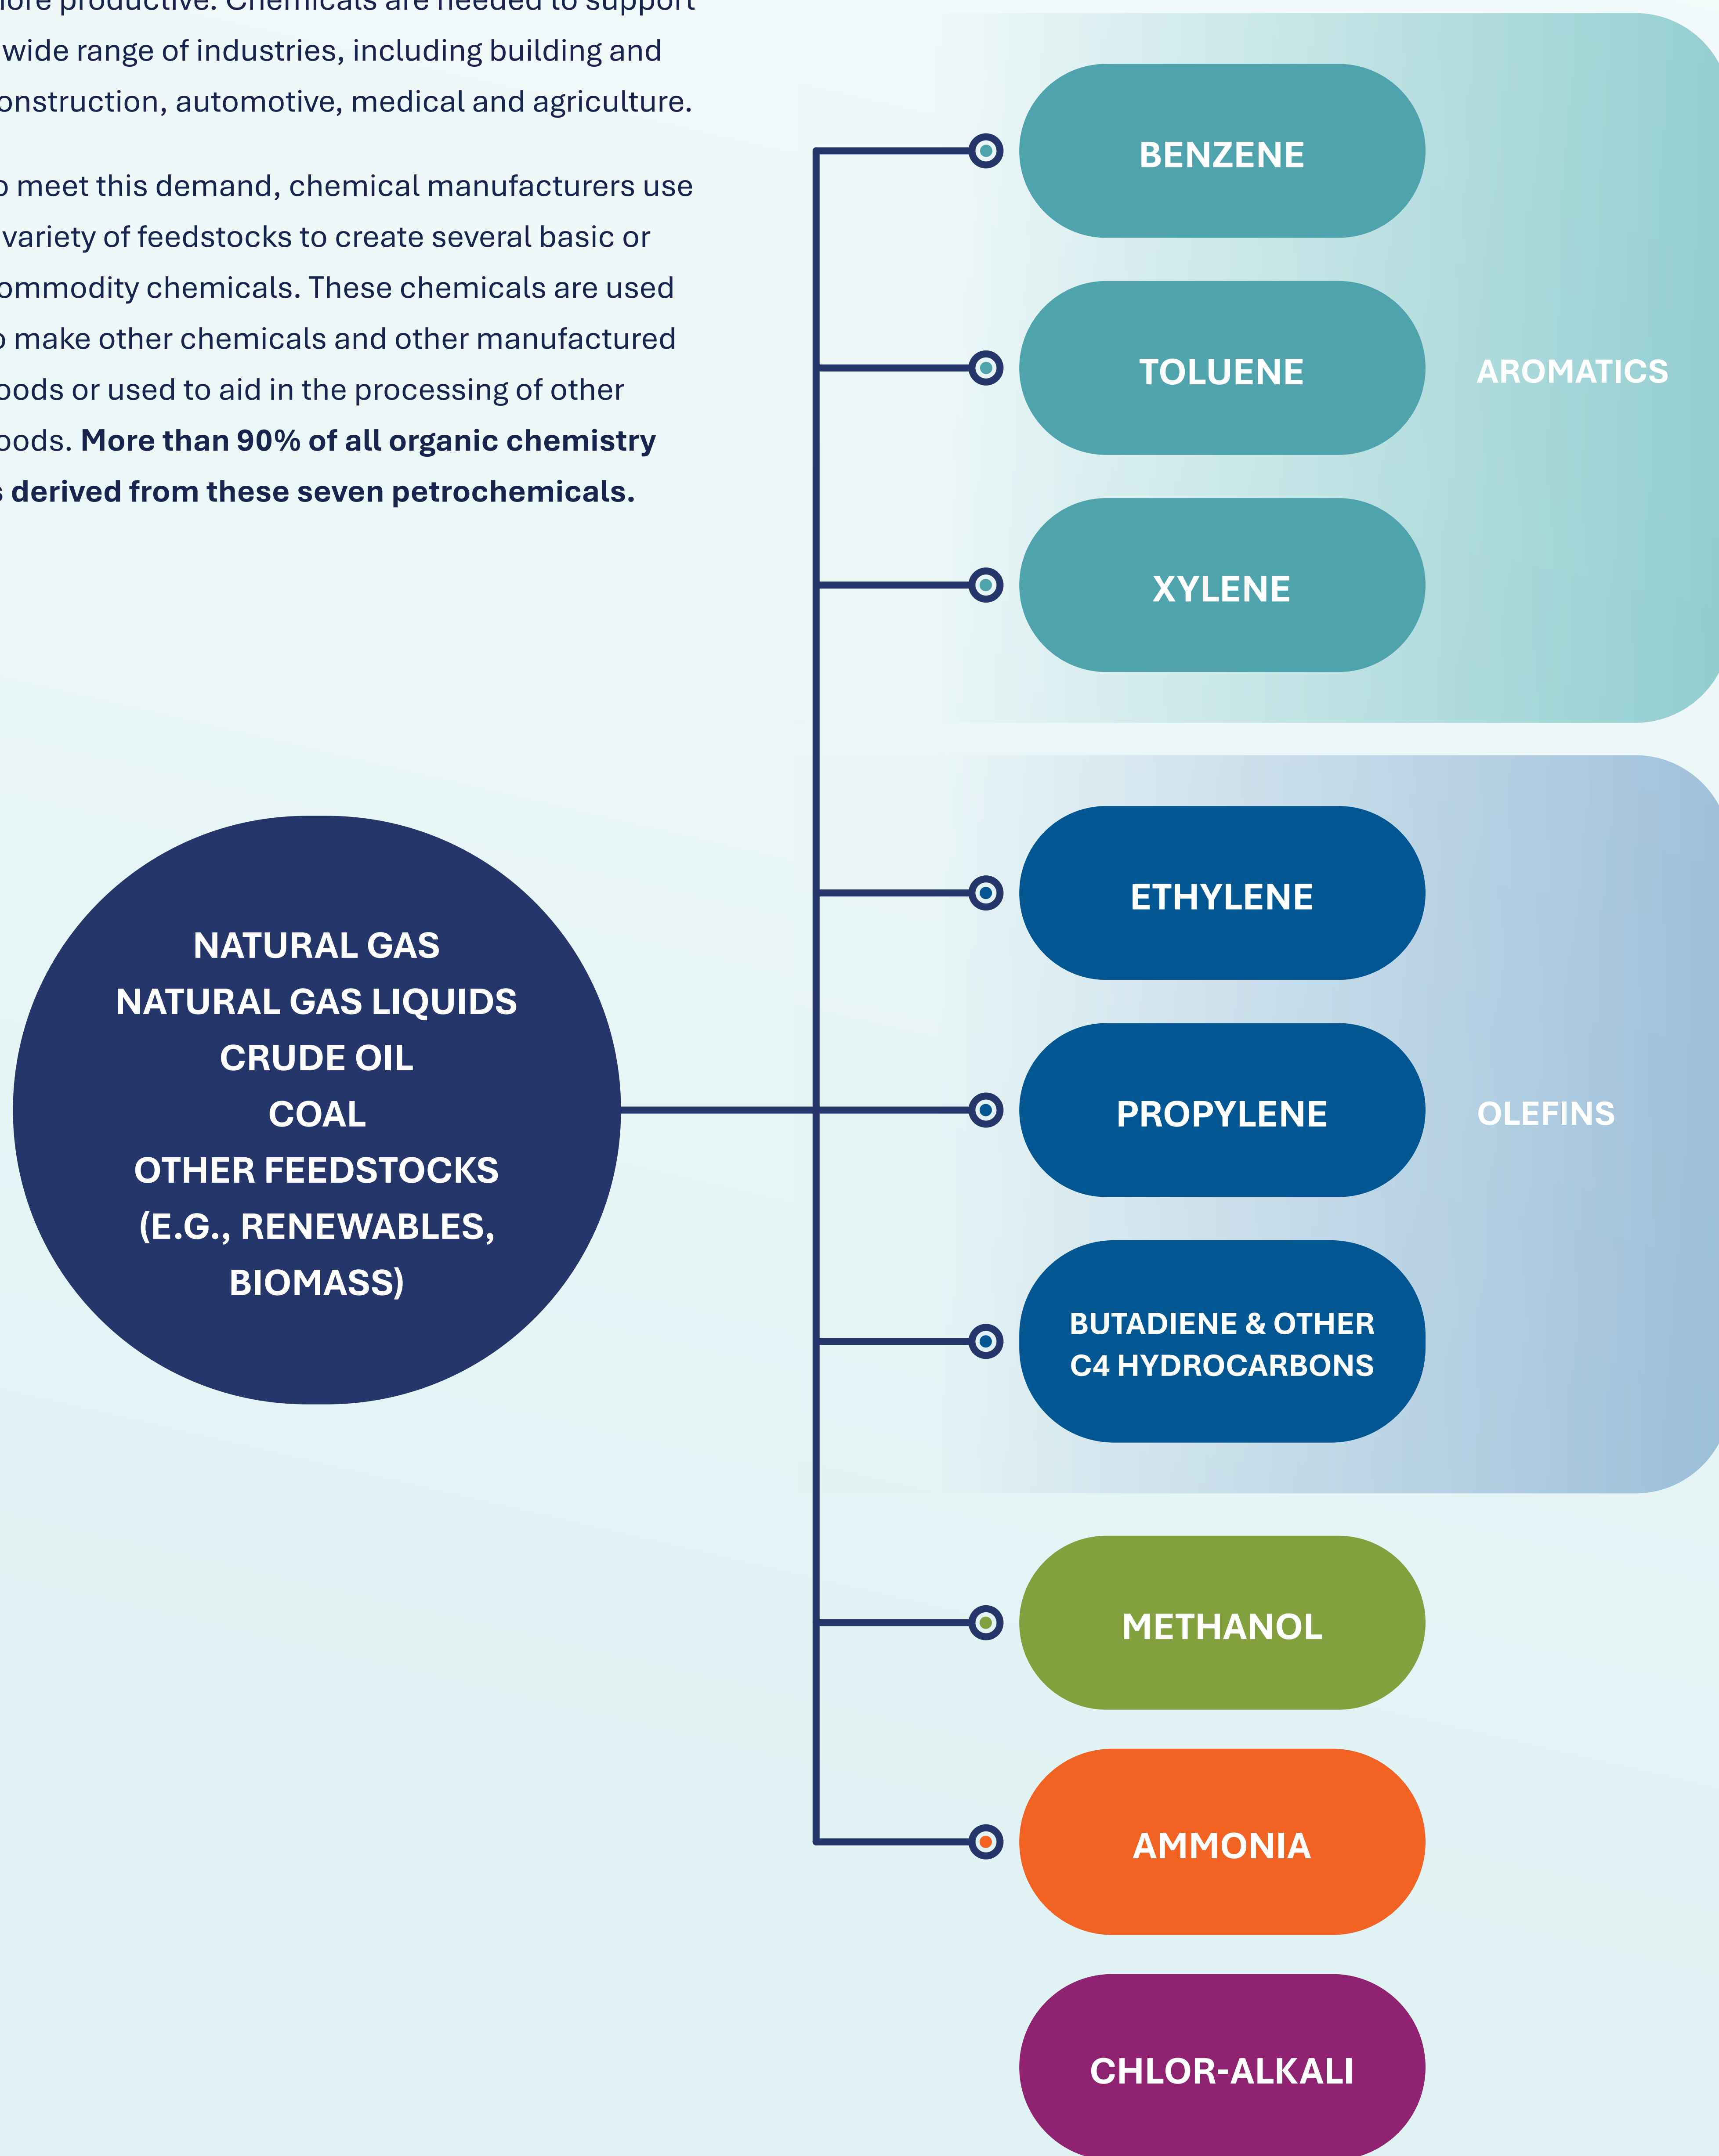 ore productive. Chemicals are needed to support
wide range of industries, including building and
onstruction, automotive, medical and agriculture.
o meet this demand, chemical manufacturers use
variety of feedstocks to create several basic or
ommodity chemicals. These chemicals are used
o make other chemicals and other manufactured
oods or used to aid in the processing of other
oods. More than 90% of all organic chemistry
s derived from these seven petrochemicals.
NATURAL GAS
NATURAL GAS LIQUIDS
CRUDE OIL
COAL
OTHER FEEDSTOCKS
(E.G., RENEWABLES,
BIOMASS)
BENZENE
TOLUENE
XYLENE
AROMATICS
ETHYLENE
PROPYLENE
BUTADIENE & OTHER
C4 HYDROCARBONS
OLEFINS
METHANOL
AMMONIA
CHLOR-ALKALI